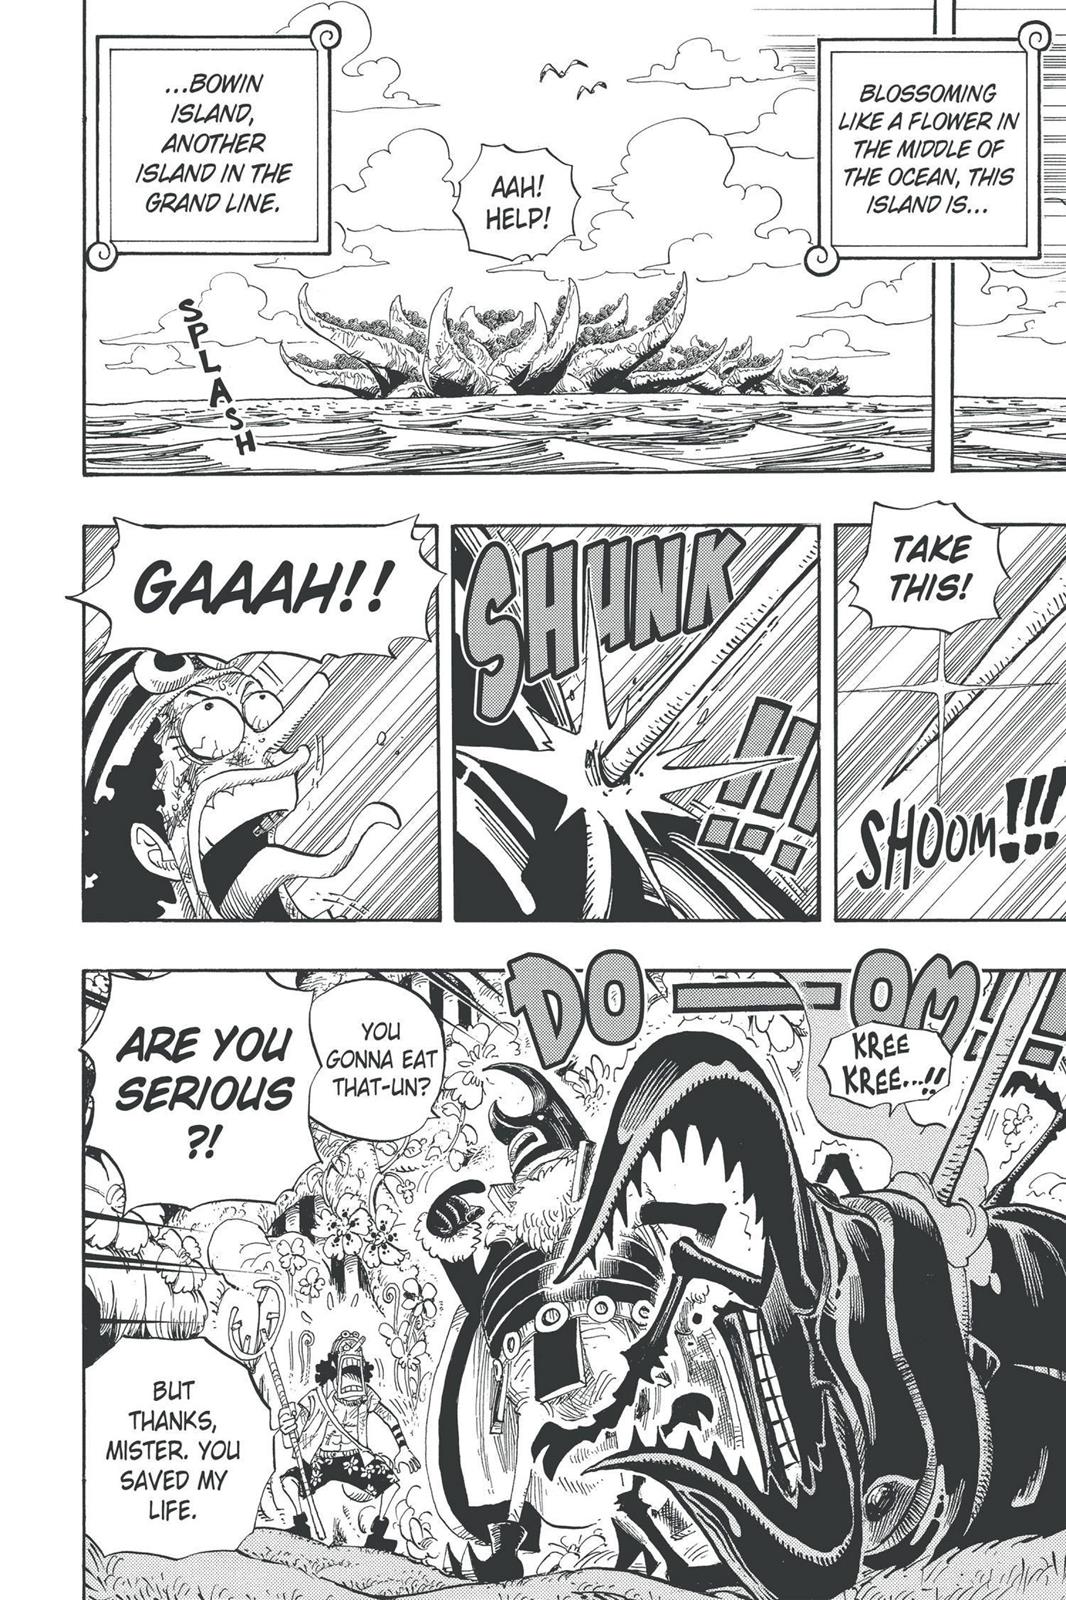 BLOSSOMING
LIKE A FLOWER IN
THE MIDDLE OF
THE OCEAN, THIS
ISLAND IS...
AAH!
HELP!
...BOWIN
ISLAND,
ANOTHER
ISLAND IN THE
GRAND LINE.
SPLASH
TAKE
THIS!
SHOOM!!!
SHUNK
!!!
GAAAH!!
DO—OM!!!
KREE
KREE...!!
YOU
GONNA EAT
THAT-UN?
ARE YOU
SERIOUS
?!
BUT
THANKS,
MISTER. YOU
SAVED MY
LIFE.